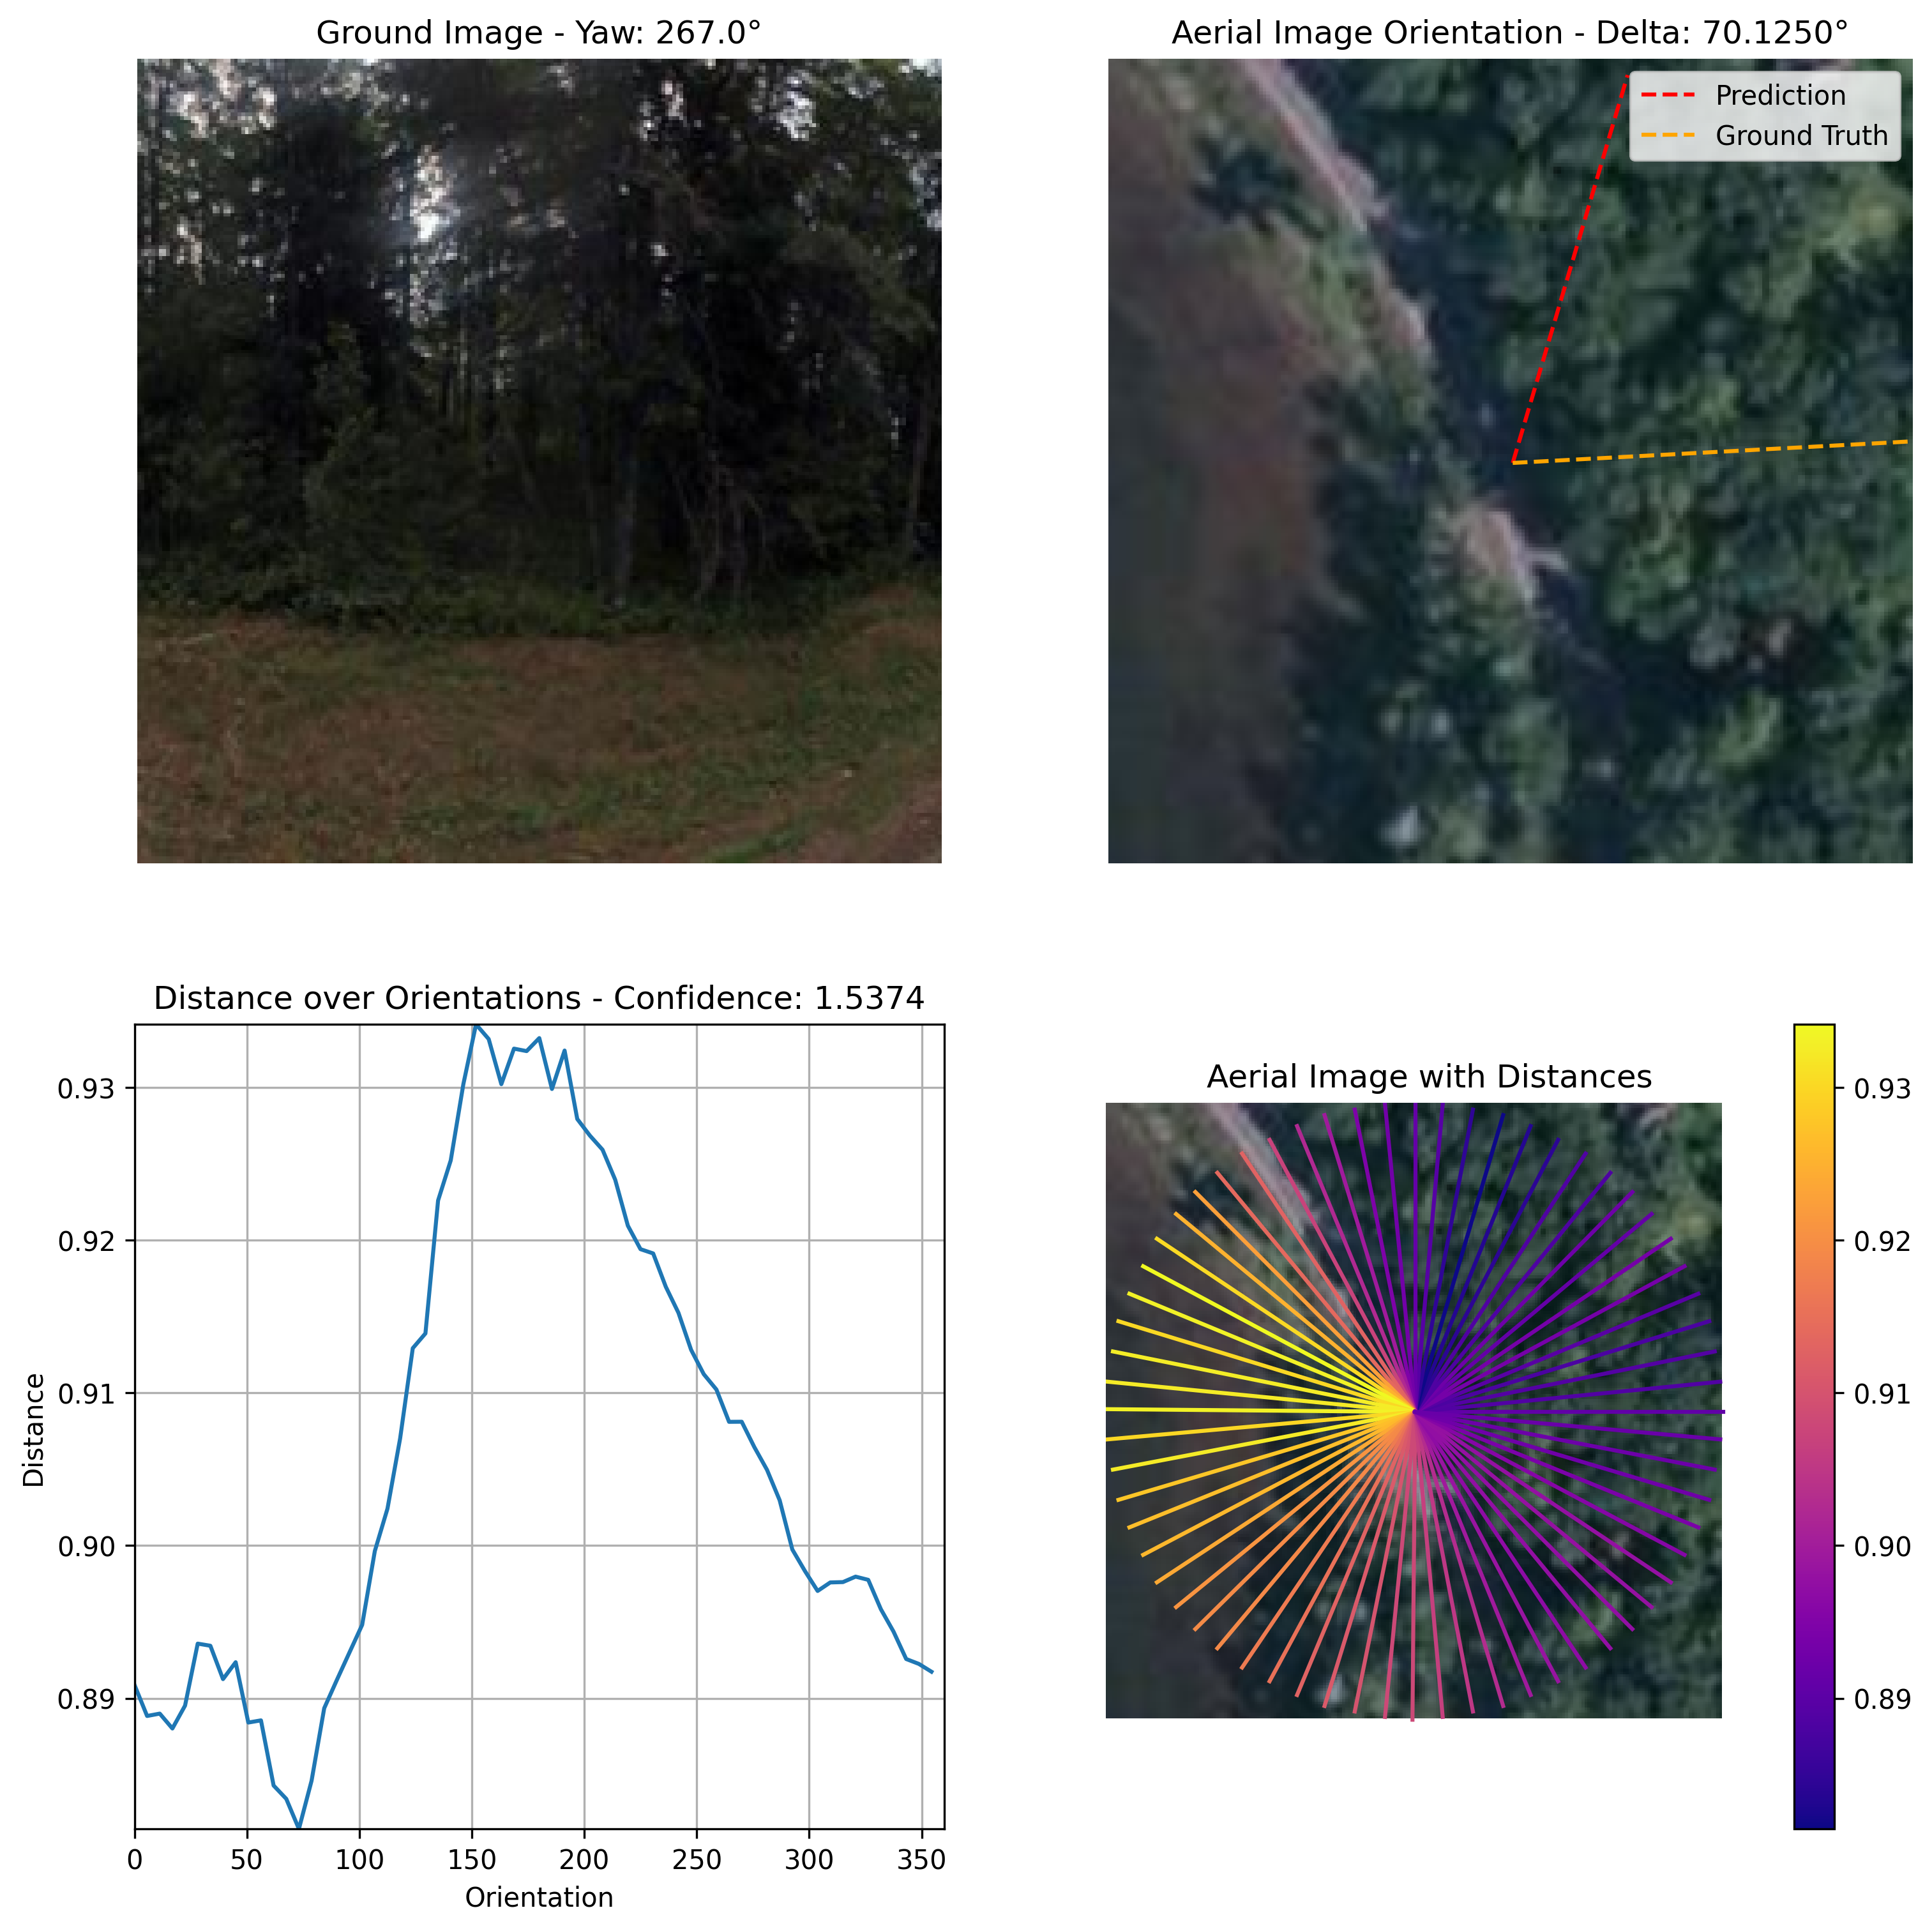 Ground Image - Yaw: 267.0°
Aerial Image Orientation - Delta: 70.1250°
Prediction
Ground Truth
Distance over Orientations - Confidence: 1.5374
0.93
0.92
0.91
0.90
0.89
Distance
0 50 100 150 200 250 300 350
Orientation
Aerial Image with Distances
0.93
0.92
0.91
0.90
0.89